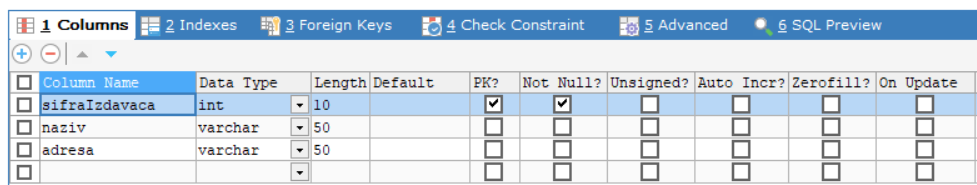 1 Columns 2 Indexes 3 Foreign Keys 4 Check Constraint 5 Advanced 6 SQL Preview
Column Name Data Type Length Default PK? Not Null? Unsigned? Auto Incr? Zerofill? On Update
sifraIzdavaca int 10
naziv varchar 50
adresa varchar 50